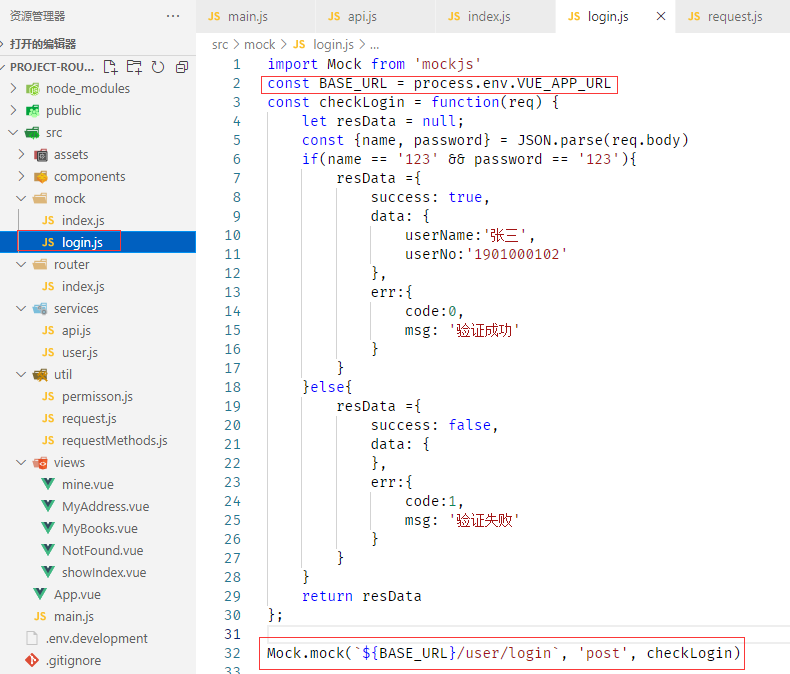 资源管理器 ...
打开的编辑器
PROJECT-ROU...
node_modules
public
src
assets
components
mock
JS index.js
JS login.js
router
JS index.js
services
JS api.js
JS user.js
util
JS permisson.js
JS request.js
JS requestMethods.js
views
mine.vue
MyAddress.vue
MyBooks.vue
NotFound.vue
showIndex.vue
App.vue
JS main.js
.env.development
.gitignore
JS main.js JS api.js JS index.js JS login.js × JS request.js
src > mock > JS login.js > ...
1 import Mock from 'mockjs'
2 const BASE_URL = process.env.VUE_APP_URL
3 const checkLogin = function(req) {
4 let resData = null;
5 const {name, password} = JSON.parse(req.body)
6 if(name == '123' && password == '123'){
7 resData ={
8 success: true,
9 data: {
10 userName:'张三',
11 userNo:'1901000102'
12 },
13 err:{
14 code:0,
15 msg: '验证成功'
16 }
17 }
18 }else{
19 resData ={
20 success: false,
21 data: {
22 },
23 err:{
24 code:1,
25 msg: '验证失败'
26 }
27 }
28 }
29 return resData
30 };
31
32 Mock.mock(`${BASE_URL}/user/login`, 'post', checkLogin)
33